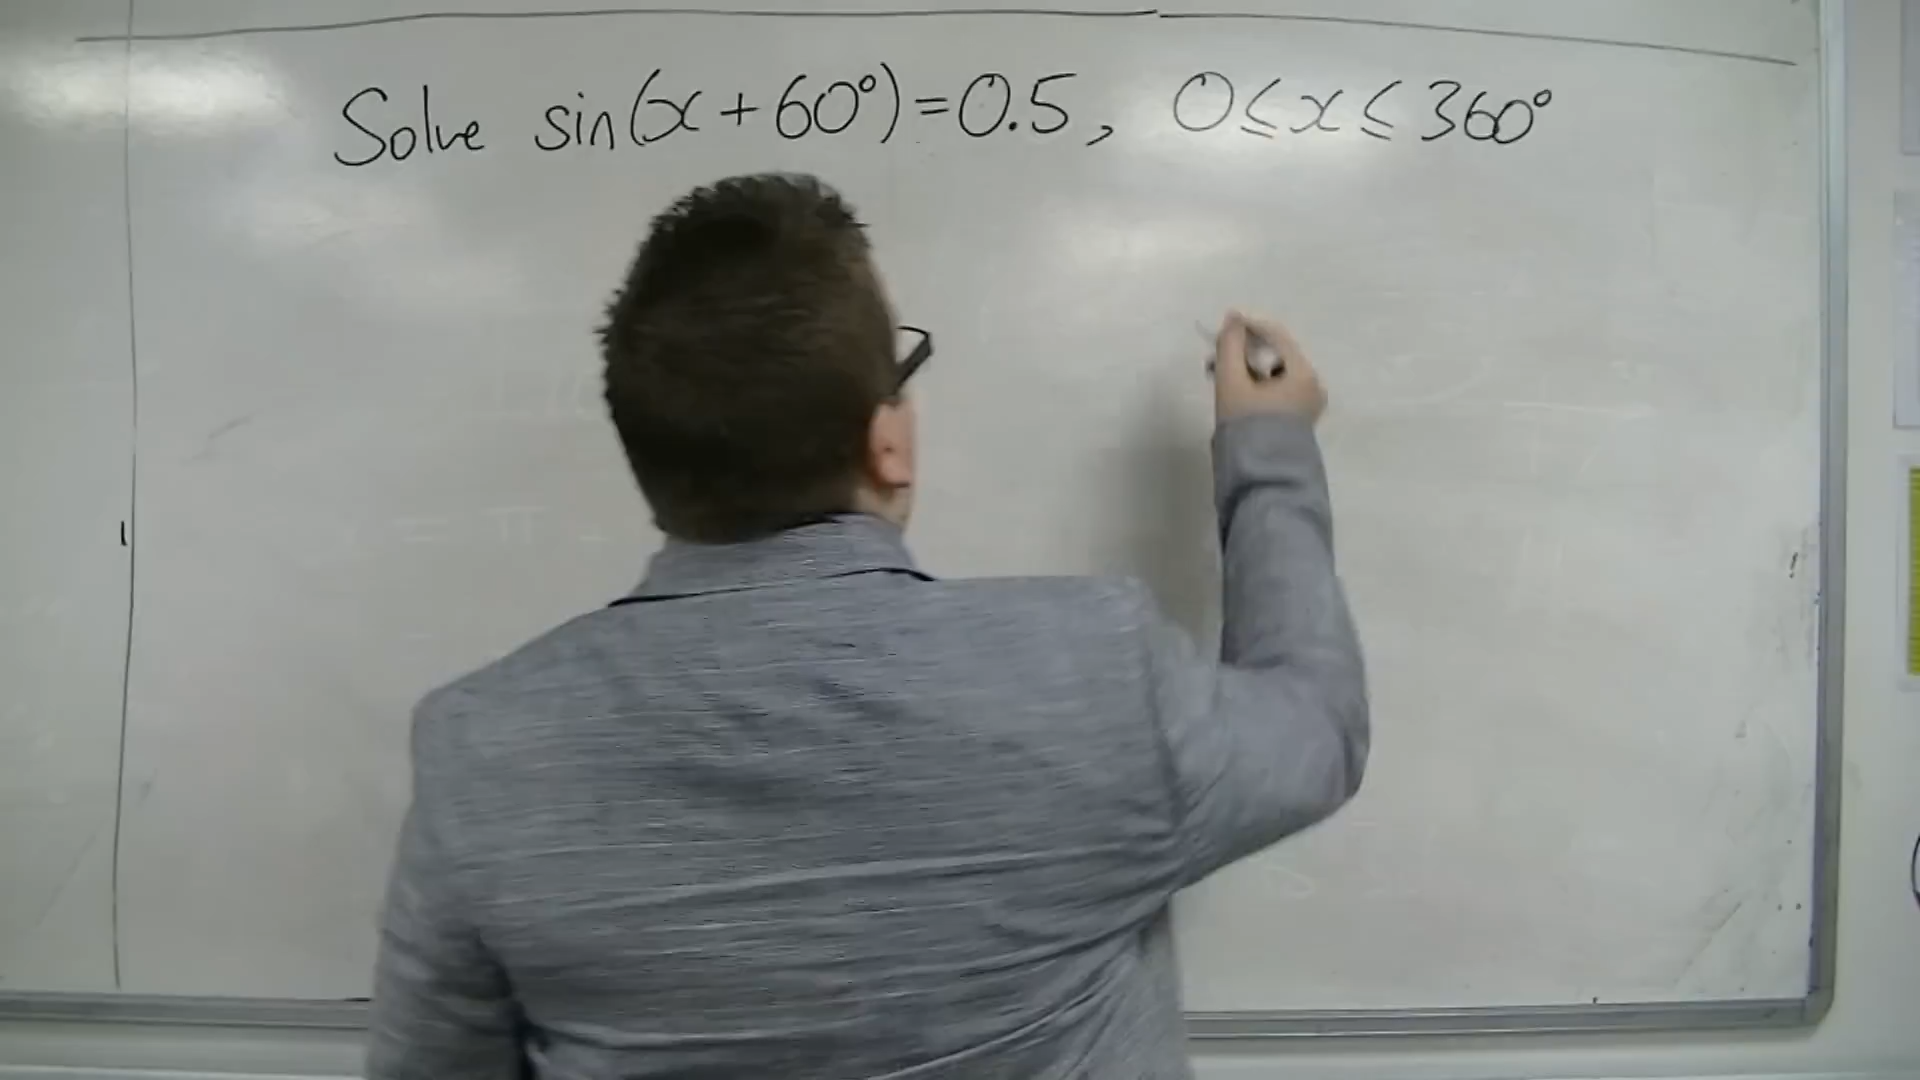 Solve sin(x + 60°) = 0.5, 0 ≤ x ≤ 360°